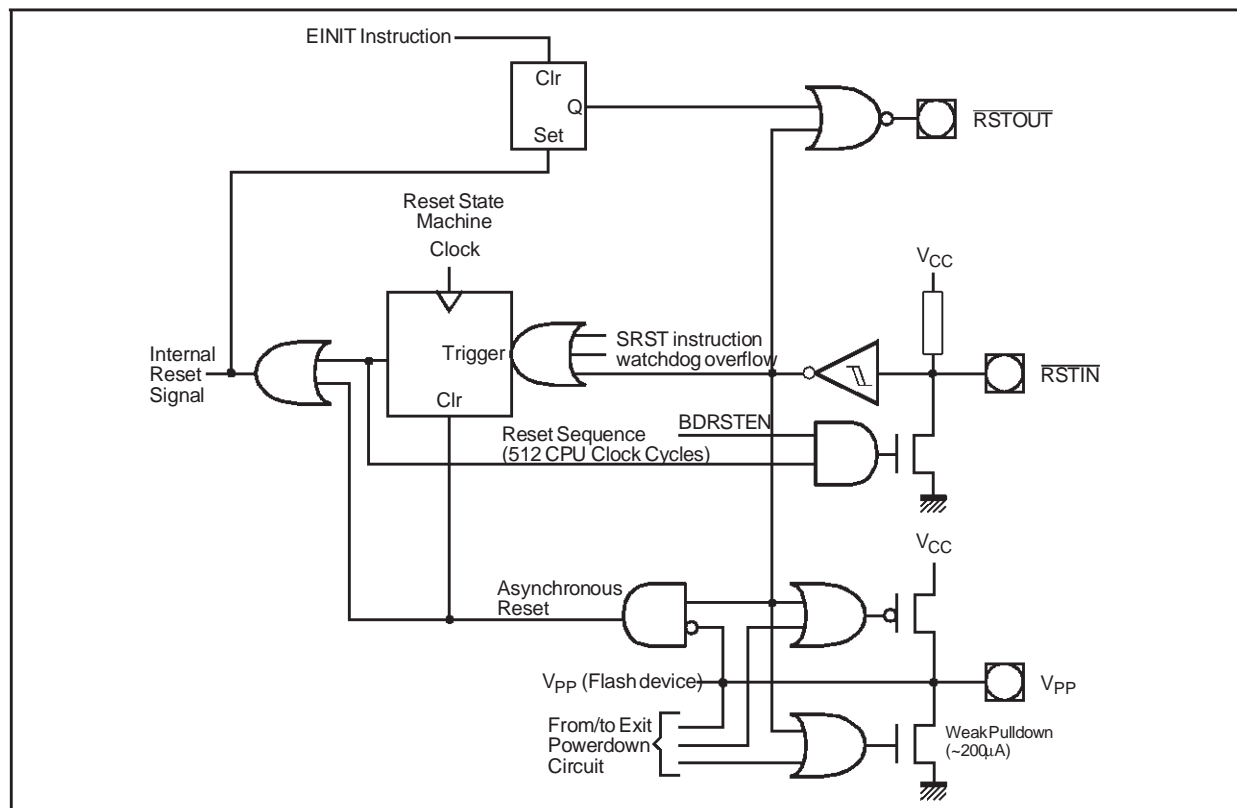 EINIT Instruction
Clr
Q
Set
RSTOUT
Reset State
Machine
Clock
VCC
Internal
Reset
Signal
Trigger
Clr
SRST instruction
watchdog overflow
RSTIN
BDRSTEN
Reset Sequence
(512 CPU Clock Cycles)
VCC
Asynchronous
Reset
VPP (Flash device)
VPP
From/to Exit
Powerdown
Circuit
Weak Pulldown
(~200μA)